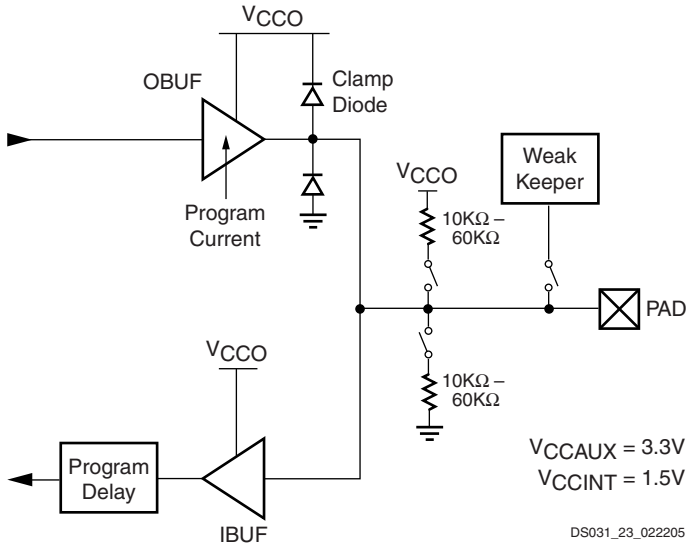 VCCO
OBUF
Clamp
Diode
Program
Current
VCCO
10KΩ –
60KΩ
Weak
Keeper
PAD
10KΩ –
60KΩ
VCCO
Program
Delay
IBUF
VCCAUX = 3.3V
VCCINT = 1.5V
DS031_23_022205